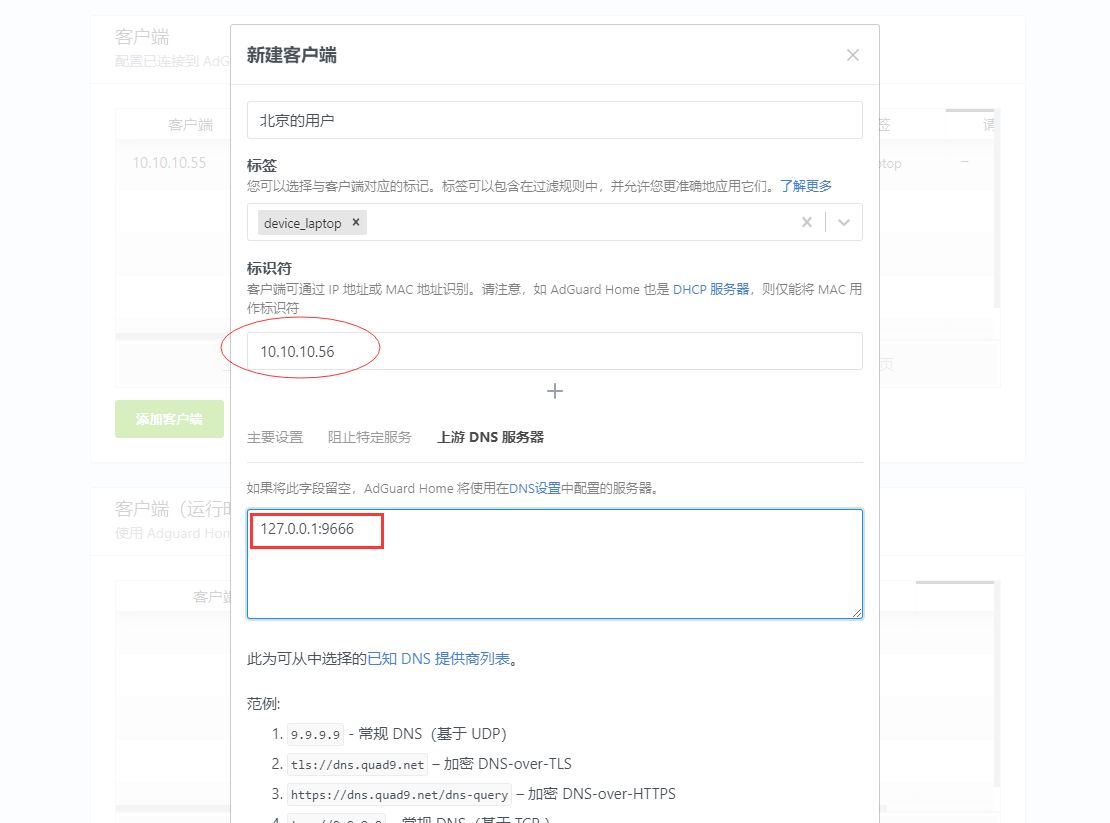 客户端
配置已连接到 AdG
客户端
签
请
10.10.10.55
ptop
–
页
添加客户端
新建客户端
北京的用户
标签
您可以选择与客户端对应的标记。标签可以包含在过滤规则中，并允许您更准确地应用它们。了解更多
device_laptop ×
标识符
客户端可通过 IP 地址或 MAC 地址识别。请注意，如 AdGuard Home 也是 DHCP 服务器，则仅能将 MAC 用
作标识符
10.10.10.56
主要设置 阻止特定服务 上游 DNS 服务器
如果将此字段留空，AdGuard Home 将使用在DNS设置中配置的服务器。
127.0.0.1:9666
客户端（运行时
使用 Adguard Hom
客户端
此为可从中选择的已知 DNS 提供商列表。
范例:
1. 9.9.9.9 - 常规 DNS（基于 UDP）
2. tls://dns.quad9.net – 加密 DNS-over-TLS
3. https://dns.quad9.net/dns-query – 加密 DNS-over-HTTPS
常规 DNS（基于 TCP ）